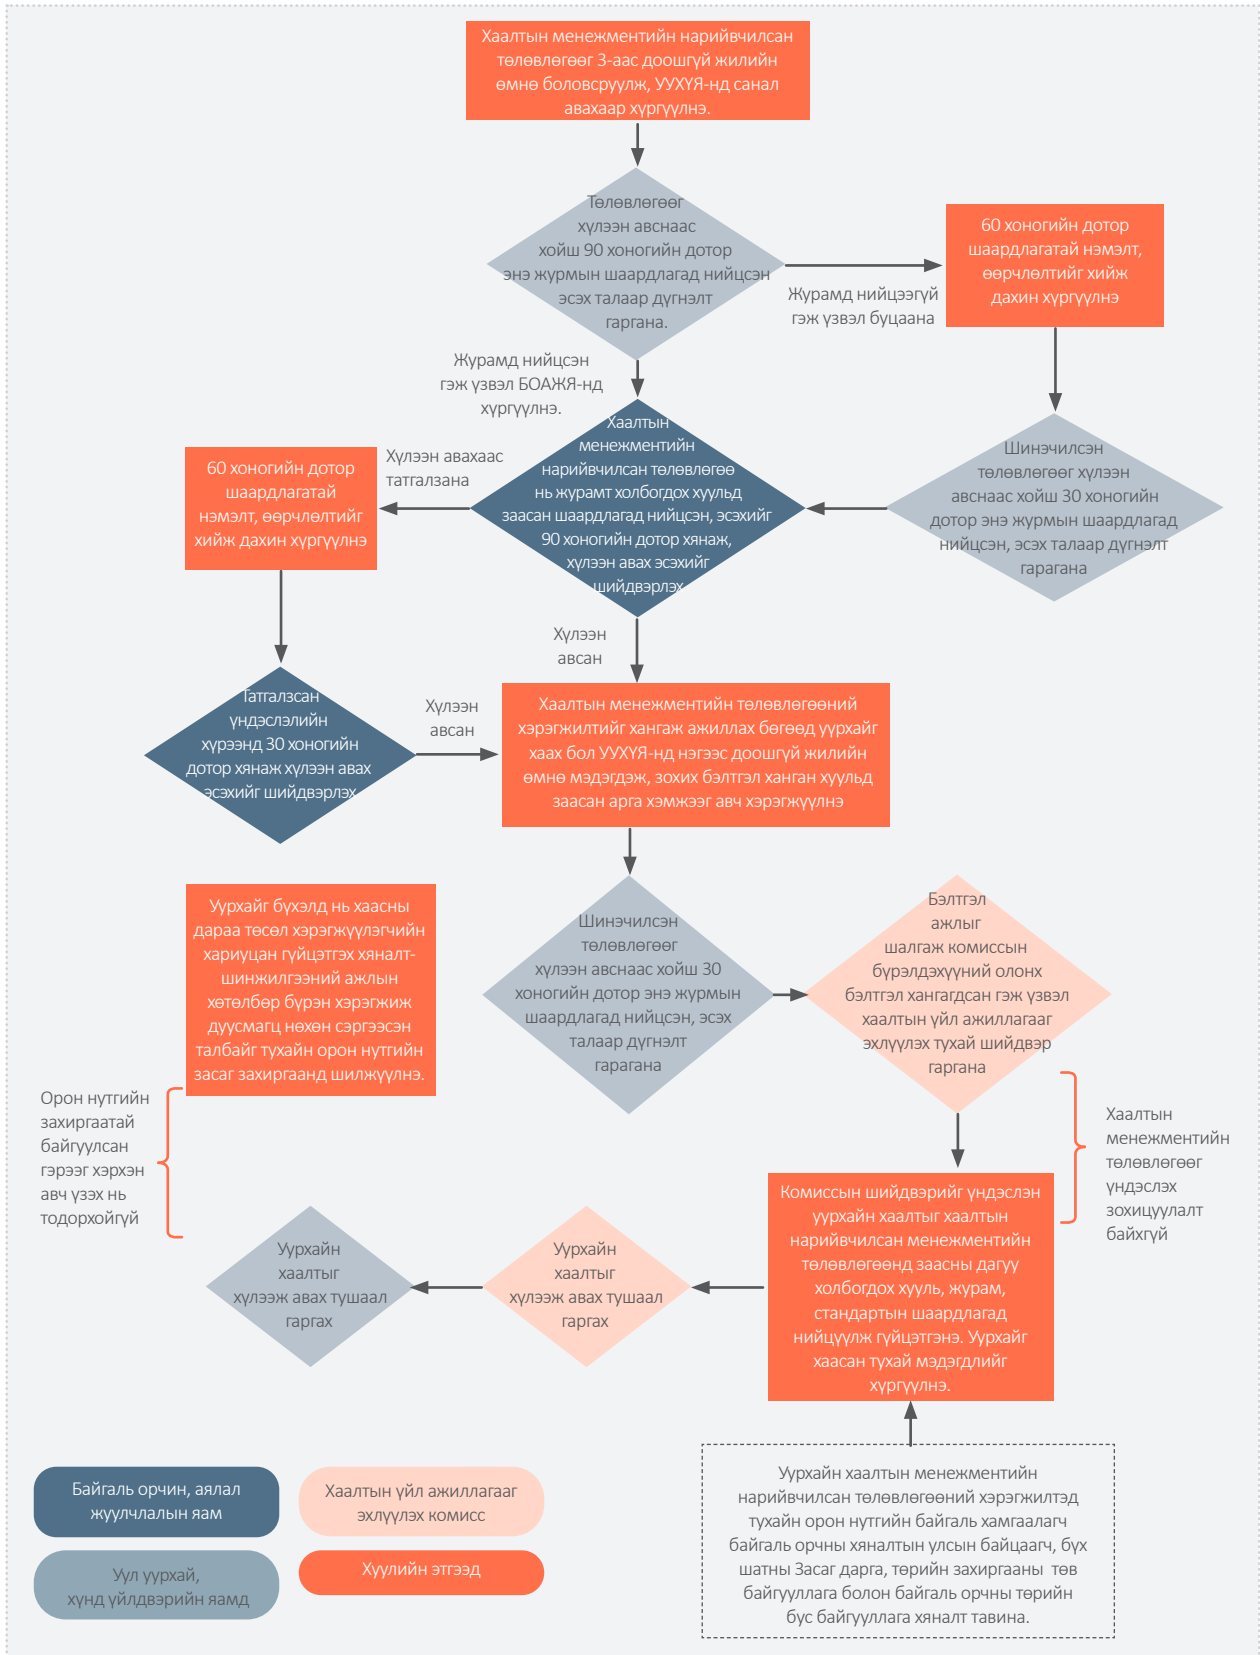 Хаалтын менежментийн нарийвчилсан
төлөвлөгөөг 3-аас доошгүй жилийн
өмнө боловсруулж, УУХҮЯ-нд санал
авахаар хүргүүлнэ.
Төлөвлөгөөг
хүлээн авснаас
хойш 90 хоногийн дотор
энэ журмын шаардлагад нийцсэн
эсэх талаар дүгнэлт
гаргана.
60 хоногийн дотор
шаардлагатай нэмэлт,
өөрчлөлтийг хийж
дахин хүргүүлнэ
Журамд нийцээгүй
гэж үзвэл буцаана
Журамд нийцсэн
гэж үзвэл БОАЖЯ-нд
хүргүүлнэ.
Хаалтын
менежментийн
нарийвчилсан төлөвлөгөө
нь журамт холбогдох хуульд
заасан шаардлагад нийцсэн, эсэхийг
90 хоногийн дотор хянаж,
хүлээн авах эсэхийг
шийдвэрлэх
Шинэчилсэн
төлөвлөгөөг хүлээн
авснаас хойш 30 хоногийн
дотор энэ журмын шаардлагад
нийцсэн, эсэх талаар дүгнэлт
гарагана
Хүлээн авахаас
татгалзана
60 хоногийн дотор
шаардлагатай
нэмэлт, өөрчлөлтийг
хийж дахин хүргүүлнэ
Хүлээн
авсан
Татгалзсан
үндэслэлийн
хүрээнд 30 хоногийн
дотор хянаж хүлээн авах
эсэхийг шийдвэрлэх
Хүлээн
авсан
Хаалтын менежментийн төлөвлөгөөний
хэрэгжилтийг хангаж ажиллах бөгөөд уурхайг
хаах бол УУХҮЯ-нд нэгээс доошгүй жилийн
өмнө мэдэгдэж, зохих бэлтгэл ханган хуульд
заасан арга хэмжээг авч хэрэгжүүлнэ
Уурхайг бүхэлд нь хаасны
дараа төсөл хэрэгжүүлэгчийн
хариуцан гүйцэтгэх хяналт-
шинжилгээний ажлын
хөтөлбөр бүрэн хэрэгжиж
дуусмагц нөхөн сэргээсэн
талбайг тухайн орон нутгийн
засаг захиргаанд шилжүүлнэ.
Шинэчилсэн
төлөвлөгөөг
хүлээн авснаас хойш 30
хоногийн дотор энэ журмын
шаардлагад нийцсэн, эсэх
талаар дүгнэлт
гарагана
Бэлтгэл
ажлыг
шалгаж комиссын
бүрэлдэхүүний олонх
бэлтгэл хангагдсан гэж үзвэл
хаалтын үйл ажиллагааг
эхлүүлэх тухай шийдвэр
гаргана
Орон нутгийн
захиргаатай
байгуулсан
гэрээг хэрхэн
авч үзэх нь
тодорхойгүй
Хаалтын
менежментийн
төлөвлөгөөг
үндэслэх
зохицуулалт
байхгүй
Комиссын шийдвэрийг үндэслэн
уурхайн хаалтыг хаалтын
нарийвчилсан менежментийн
төлөвлөгөөнд заасны дагуу
холбогдох хууль, журам,
стандартын шаардлагад
нийцүүлж гүйцэтгэнэ. Уурхайг
хаасан тухай мэдэгдлийг
хүргүүлнэ.
Уурхайн
хаалтыг
хүлээж авах тушаал
гаргах
Уурхайн
хаалтыг
хүлээж авах тушаал
гаргах
Уурхайн хаалтын менежментийн
нарийвчилсан төлөвлөгөөний хэрэгжилтэд
тухайн орон нутгийн байгаль хамгаалагч
байгаль орчны хяналтын улсын байцаагч, бүх
шатны Засаг дарга, төрийн захиргааны төв
байгууллага болон байгаль орчны төрийн
бус байгууллага хяналт тавина.
Байгаль орчин, аялал
жуулчлалын яам
Хаалтын үйл ажиллагааг
эхлүүлэх комисс
Уул уурхай,
хүнд үйлдвэрийн яамд
Хуулийн этгээд